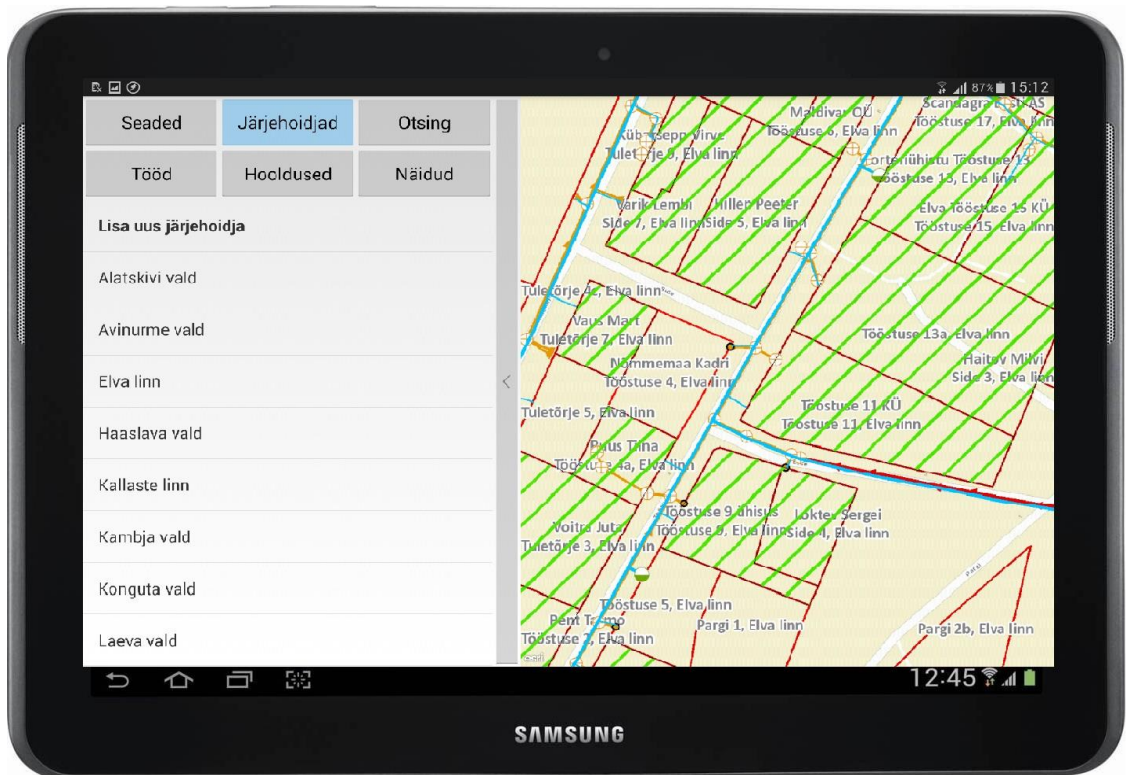 87% 15:12
Seaded
Järjehoidjad
Otsing
Tööd
Hooldused
Näidud
Lisa uus järjehoidja
Alatskivi vald
Avinurme vald
Elva linn
Haaslava vald
Kallaste linn
Kambja vald
Konguta vald
Laeva vald
Maldivar OÜ
Tööstuse 6, Elva linn
Tööstuse 17, Elva linn
Tööstuse 13, Elva linn
Elva Tööstuse 15 KÜ
Tööstuse 15, Elva linn
Värik Lembi
Side 7, Elva linn
Hillep Peeter
Side 5, Elva linn
Tuletõrje 4c, Elva linn
Vaus Mart
Tuletõrje 7, Elva linn
Nõmmemaa Kadri
Tööstuse 4, Elva linn
Tööstuse 13a, Elva linn
Haitov Milvi
Side 3, Elva linn
Tuletõrje 5, Elva linn
Tööstuse 11 KÜ
Tööstuse 11, Elva linn
Tööstuse 4a, Elva linn
Tööstuse 9 ühisus
Tööstuse 9, Elva linn
Lokter Sergei
Side 4, Elva linn
Tuletõrje 3, Elva linn
Tööstuse 5, Elva linn
Tööstuse 2, Elva linn
Pargi 1, Elva linn
Pargi 2b, Elva linn
esri
12:45
SAMSUNG